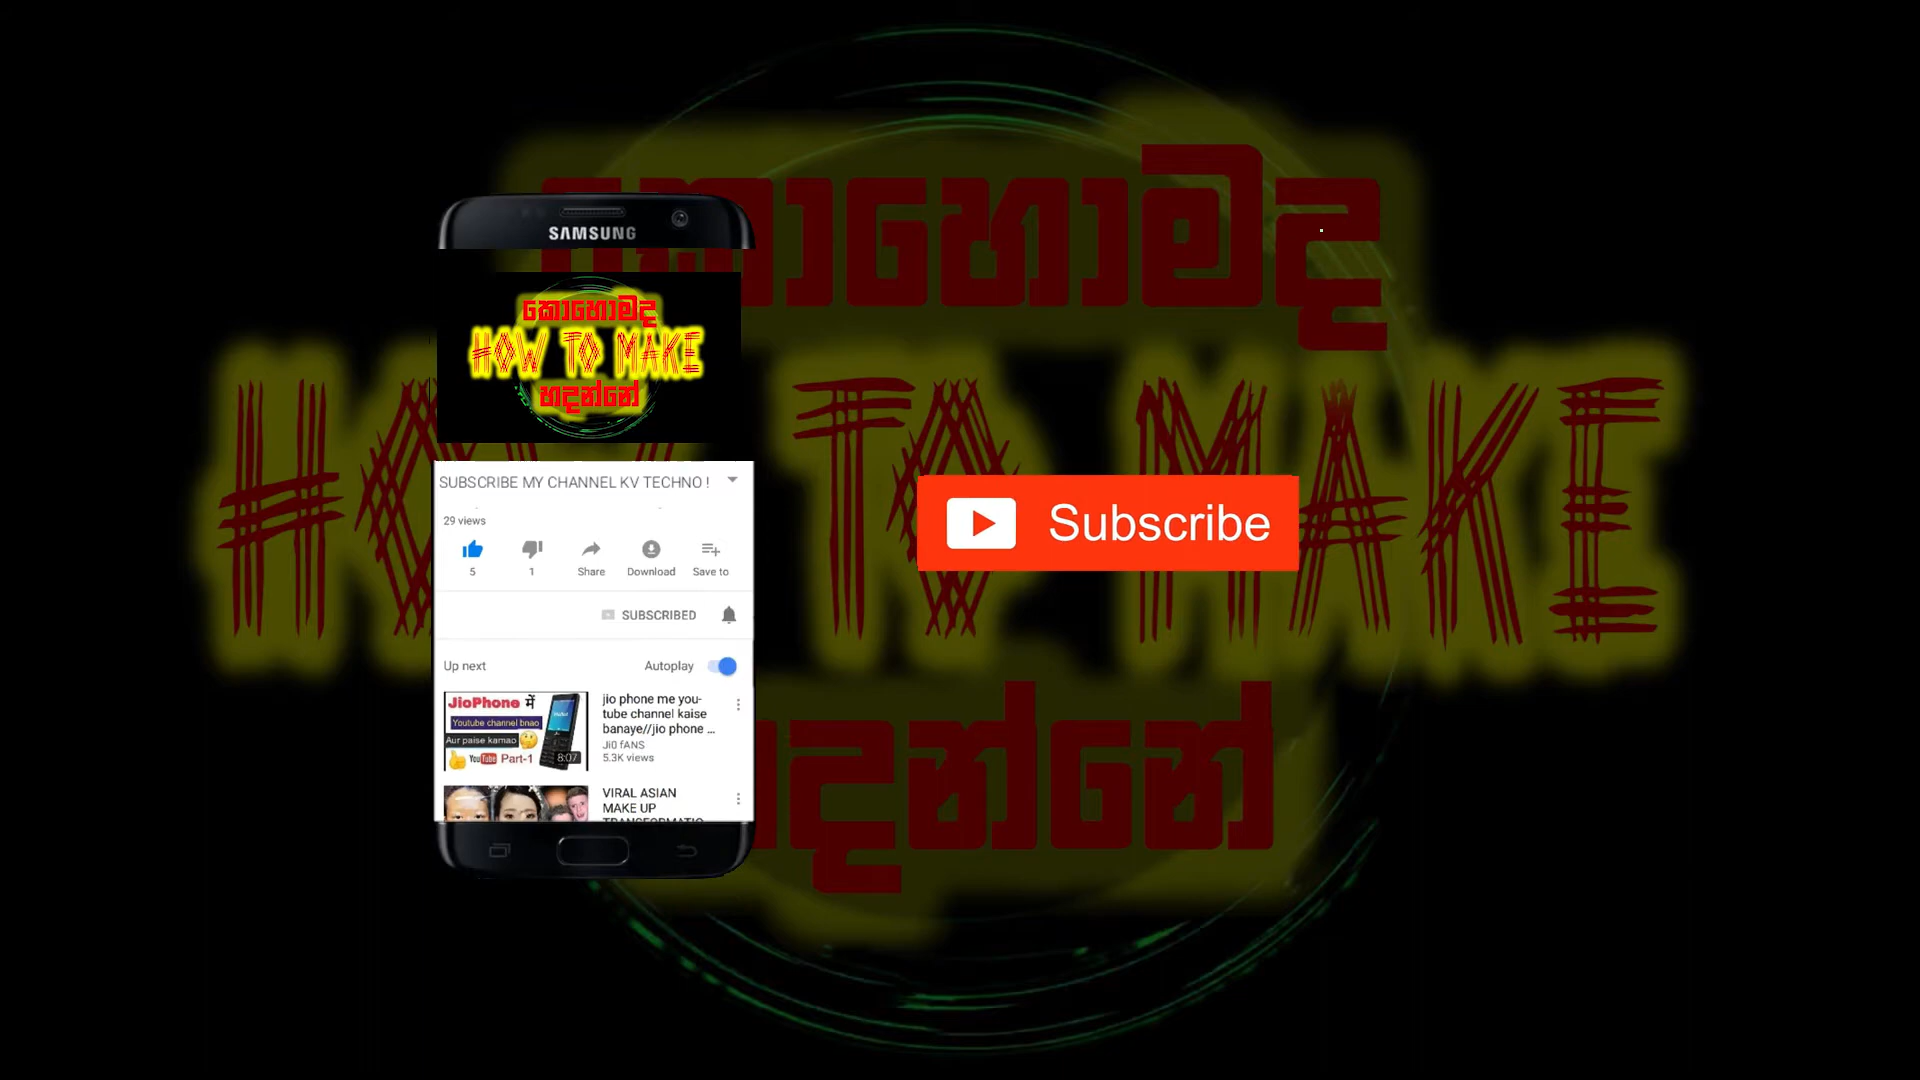 කොහොමද
HOW TO MAKE
හදන්නේ
SAMSUNG
කොහොමද
HOW TO MAKE
හදන්නේ
SUBSCRIBE MY CHANNEL KV TECHNO !
29 views
5
1
Share
Download
Save to
SUBSCRIBED
Up next
Autoplay
JioPhone में
Youtube channel bnao
Aur paise kamao
YouTube Part-1
8:07
jio phone me you-
tube channel kaise
banaye//jio phone ...
Ji0 fANS
5.3K views
VIRAL ASIAN
MAKE UP
TRANSFORMATIO
Subscribe